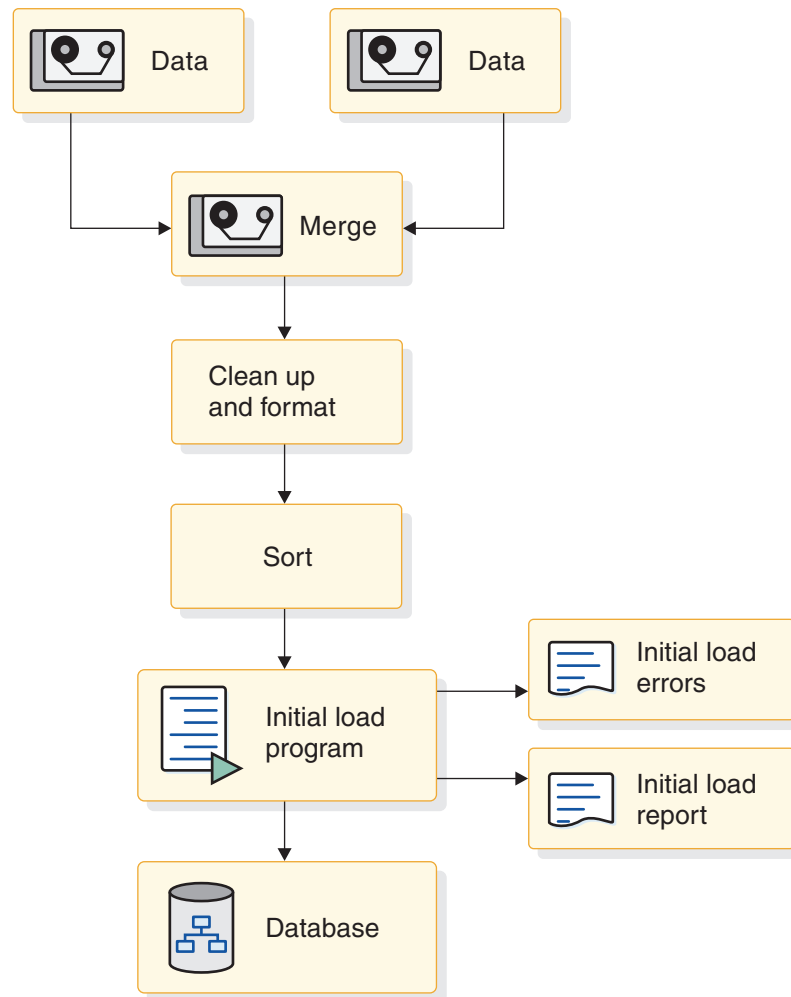 Data
Data
Merge
Clean up
and format
Sort
Initial load
program
Initial load
errors
Initial load
report
Database